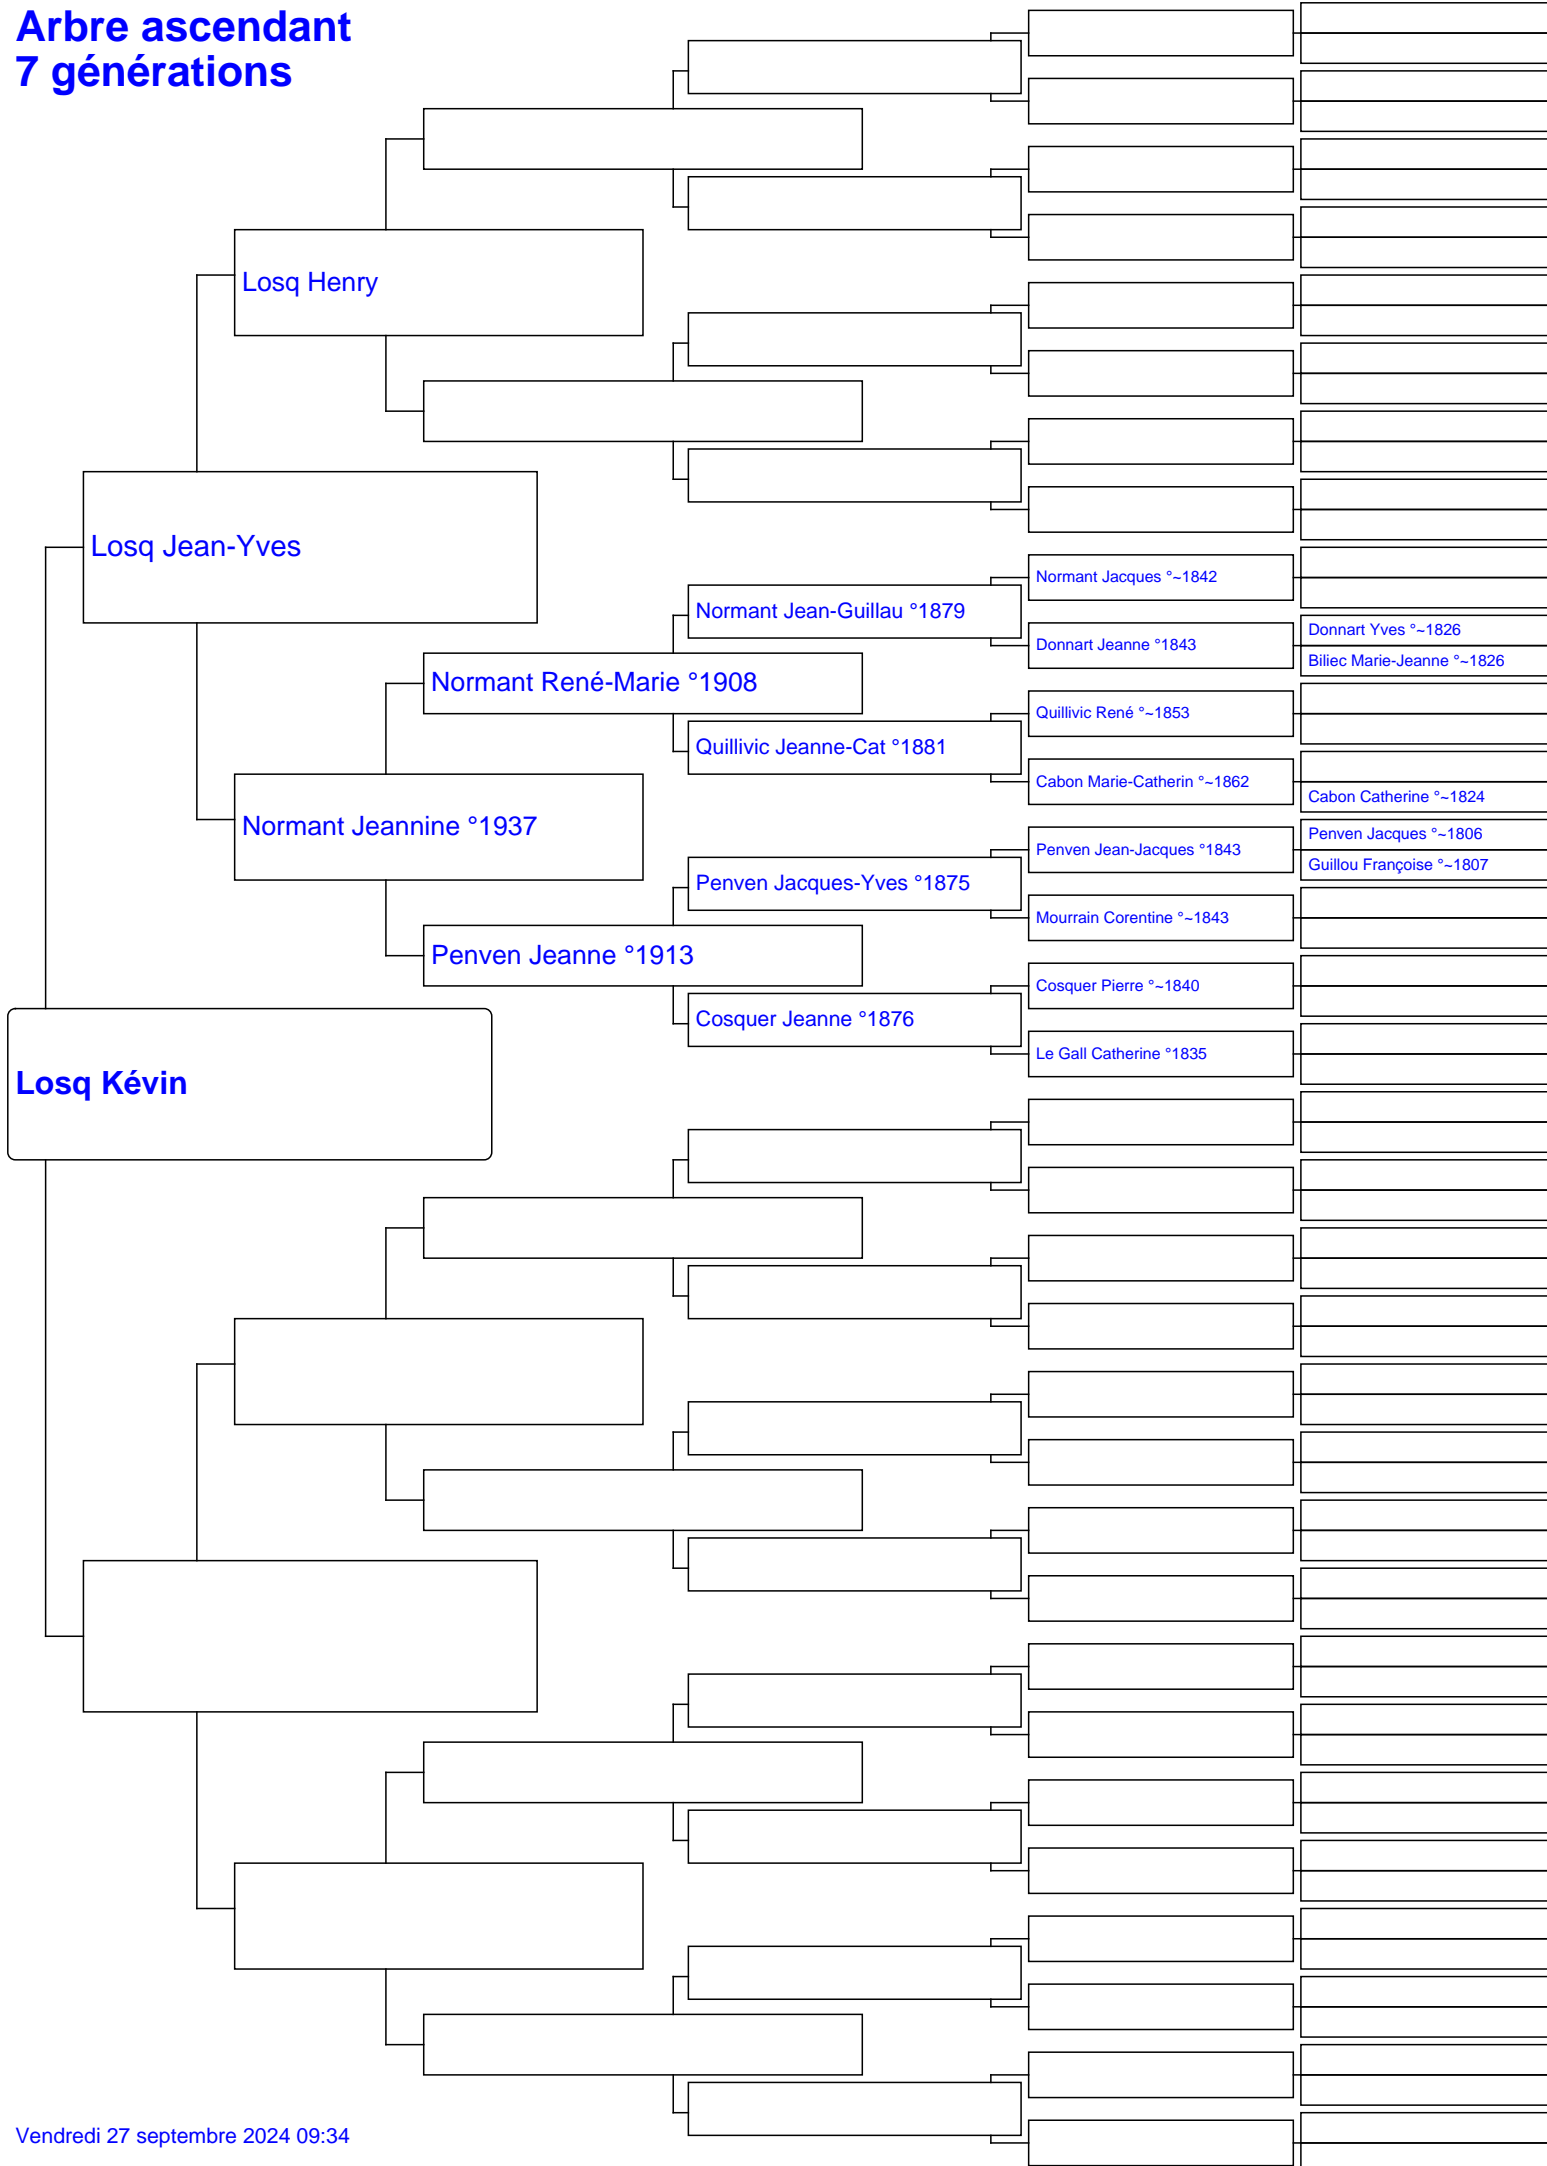 Arbre ascendant
7 générations
Losq Henry
Losq Jean-Yves
Normant Jacques °~1842
Normant Jean-Guillau °1879
Donnart Yves °~1826
Donnart Jeanne °1843
Biliec Marie-Jeanne °~1826
Normant René-Marie °1908
Quillivic René °~1853
Quillivic Jeanne-Cat °1881
Cabon Marie-Catherin °~1862
Cabon Catherine °~1824
Normant Jeannine °1937
Penven Jacques °~1806
Penven Jean-Jacques °1843
Guillou Françoise °~1807
Penven Jacques-Yves °1875
Mourrain Corentine °~1843
Penven Jeanne °1913
Cosquer Pierre °~1840
Cosquer Jeanne °1876
Le Gall Catherine °1835
Losq Kévin
Vendredi 27 septembre 2024 09:34